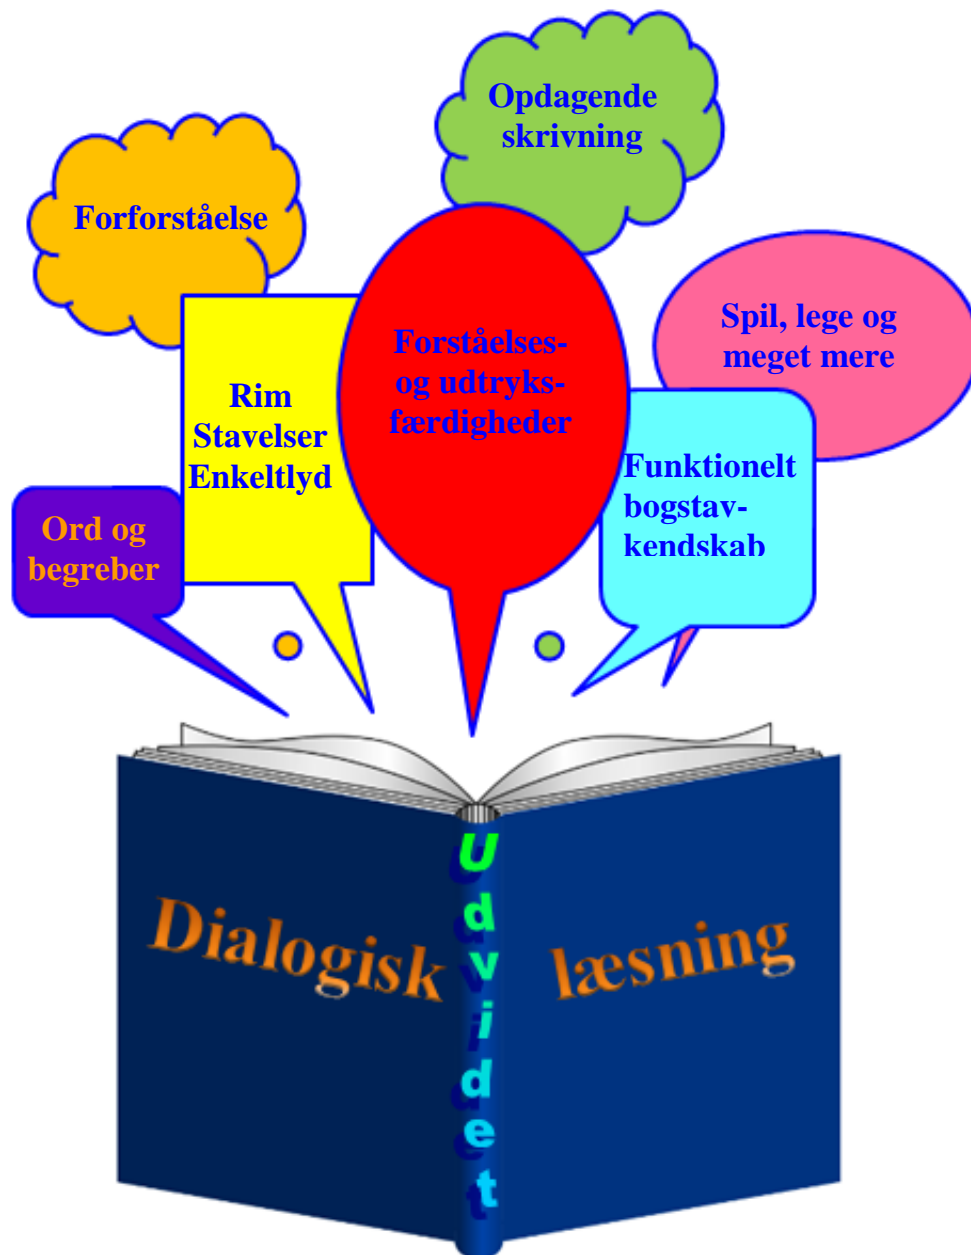 Opdagende
skrivning
Forforståelse
Spil, lege og
meget mere
Forståelses-
og udtryks-
færdigheder
Rim
Stavelser
Enkeltlyd
Funktionelt
bogstav-
kendskab
Ord og
begreber
Udvidet
Dialogisk
læsning